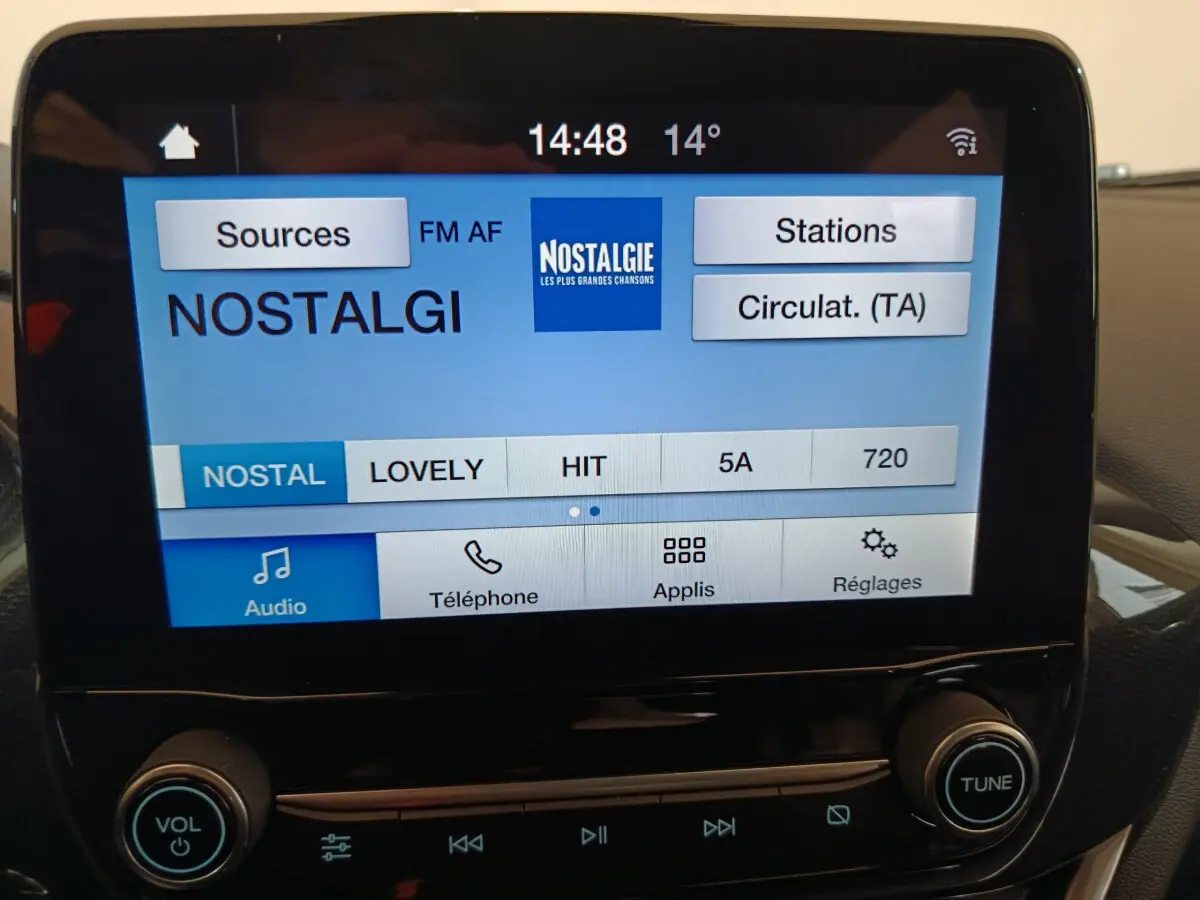 14:48 14°
Sources FM AF
NOSTALGIE
LES PLUS GRANDES CHANSONS
Stations
NOSTALGI
Circulat. (TA)
NOSTAL LOVELY HIT 5A 720
Audio Téléphone Applis Réglages
VOL
TUNE